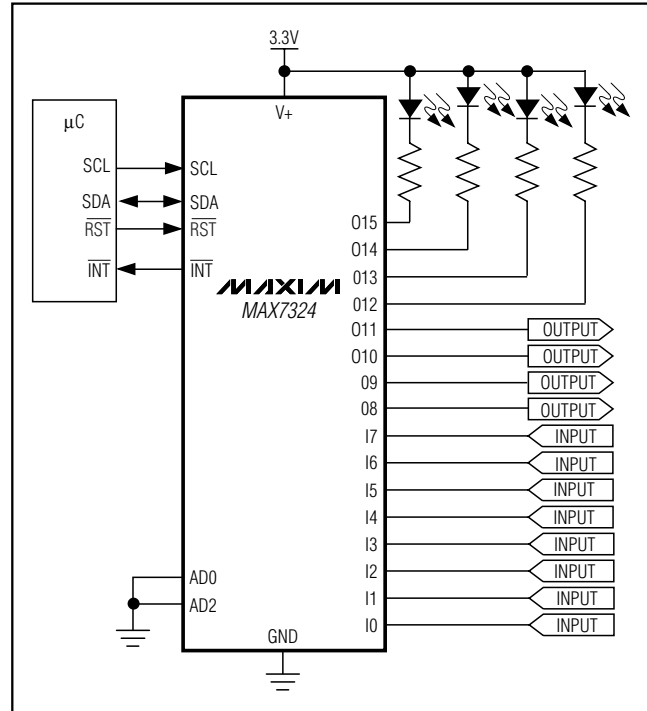 3.3V
V+
μC
SCL
SCL
SDA
SDA
RST
RST
INT
INT
MAXIM
MAX7324
O15
O14
O13
O12
O11
OUTPUT
O10
OUTPUT
O9
OUTPUT
O8
OUTPUT
I7
INPUT
I6
INPUT
I5
INPUT
I4
INPUT
I3
INPUT
I2
INPUT
I1
INPUT
I0
INPUT
AD0
AD2
GND